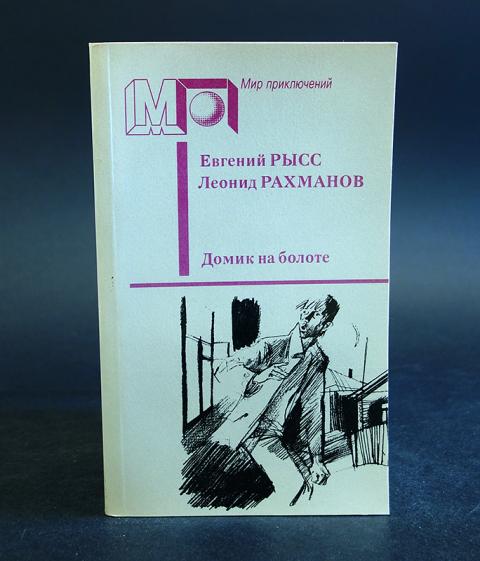 МП
Мир приключений
Евгений РЫСС
Леонид РАХМАНОВ
Домик на болоте